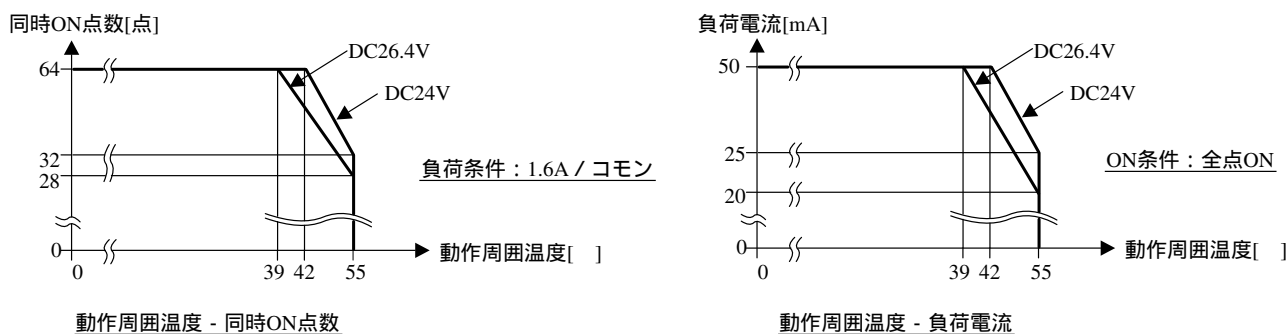 同時ON点数[点]
64
32
28
0
0
39
42
55
DC26.4V
DC24V
負荷条件：1.6A / コモン
動作周囲温度[ ]
動作周囲温度 - 同時ON点数
負荷電流[mA]
50
25
20
0
0
39
42
55
DC26.4V
DC24V
ON条件：全点ON
動作周囲温度[ ]
動作周囲温度 - 負荷電流